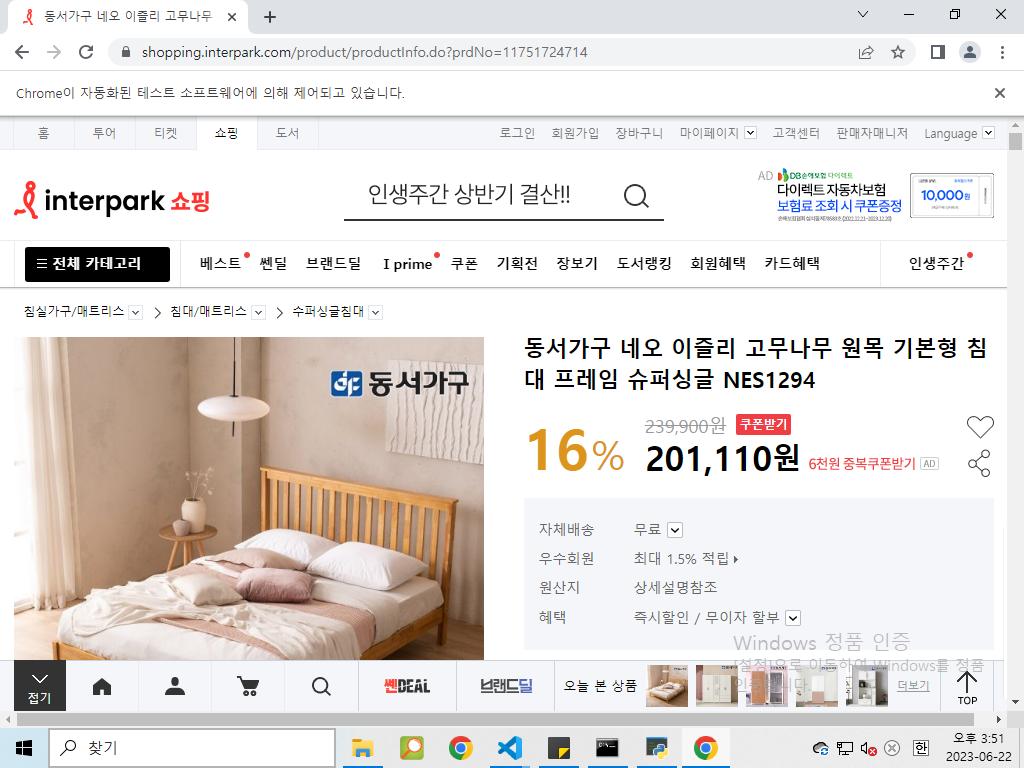 동서가구 네오 이즐리 고무나무
shopping.interpark.com/product/productInfo.do?prdNo=11751724714
Chrome이 자동화된 테스트 소프트웨어에 의해 제어되고 있습니다.
홈 투어 티켓 쇼핑 도서 로그인 회원가입 장바구니 마이페이지 고객센터 판매자매니저 Language
interpark 쇼핑
인생주간 상반기 결산!!
AD DB손해보험 다이렉트
다이렉트 자동차보험
보험료 조회 시 쿠폰증정
10,000원
전체 카테고리 베스트 쎈딜 브랜드딜 I prime 쿠폰 기획전 장보기 도서랭킹 회원혜택 카드혜택 인생주간
침실가구/매트리스 침대/매트리스 수퍼싱글침대
동서가구
동서가구 네오 이즐리 고무나무 원목 기본형 침
대 프레임 슈퍼싱글 NES1294
16%
239,900원 쿠폰받기
201,110원 6천원 중복쿠폰받기 AD
자체배송 무료
우수회원 최대 1.5% 적립
원산지 상세설명참조
혜택 즉시할인 / 무이자 할부
Windows 정품 인증
[설정]으로 이동하여 Windows를 정품
인증합니다.
접기 쎈DEAL 브랜드딜 오늘 본 상품 더보기 TOP
찾기
한
오후 3:51
2023-06-22